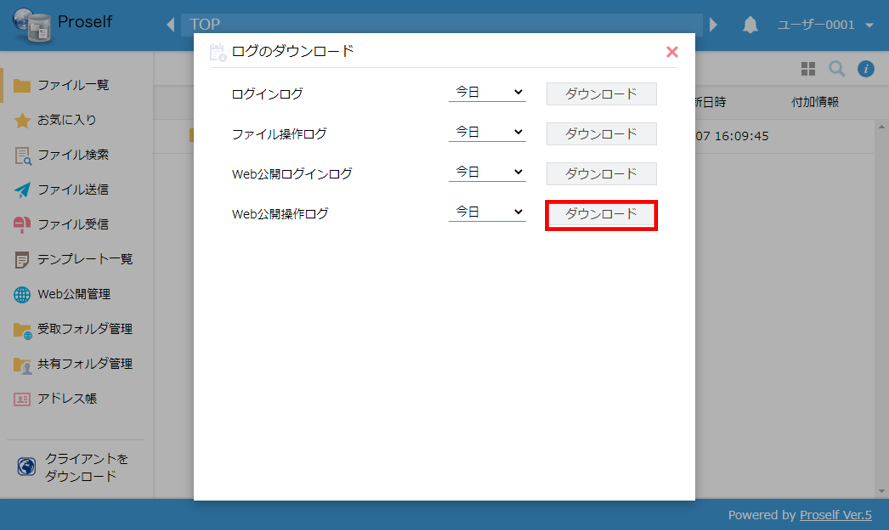 Proself
TOP
ユーザー0001
ログのダウンロード
ログインログ
今日
ダウンロード
ファイル操作ログ
今日
ダウンロード
Web公開ログインログ
今日
ダウンロード
Web公開操作ログ
今日
ダウンロード
ファイル一覧
お気に入り
ファイル検索
ファイル送信
ファイル受信
テンプレート一覧
Web公開管理
受取フォルダ管理
共有フォルダ管理
アドレス帳
クライアントを
ダウンロード
新日時
付加情報
07 16:09:45
Powered by Proself Ver.5